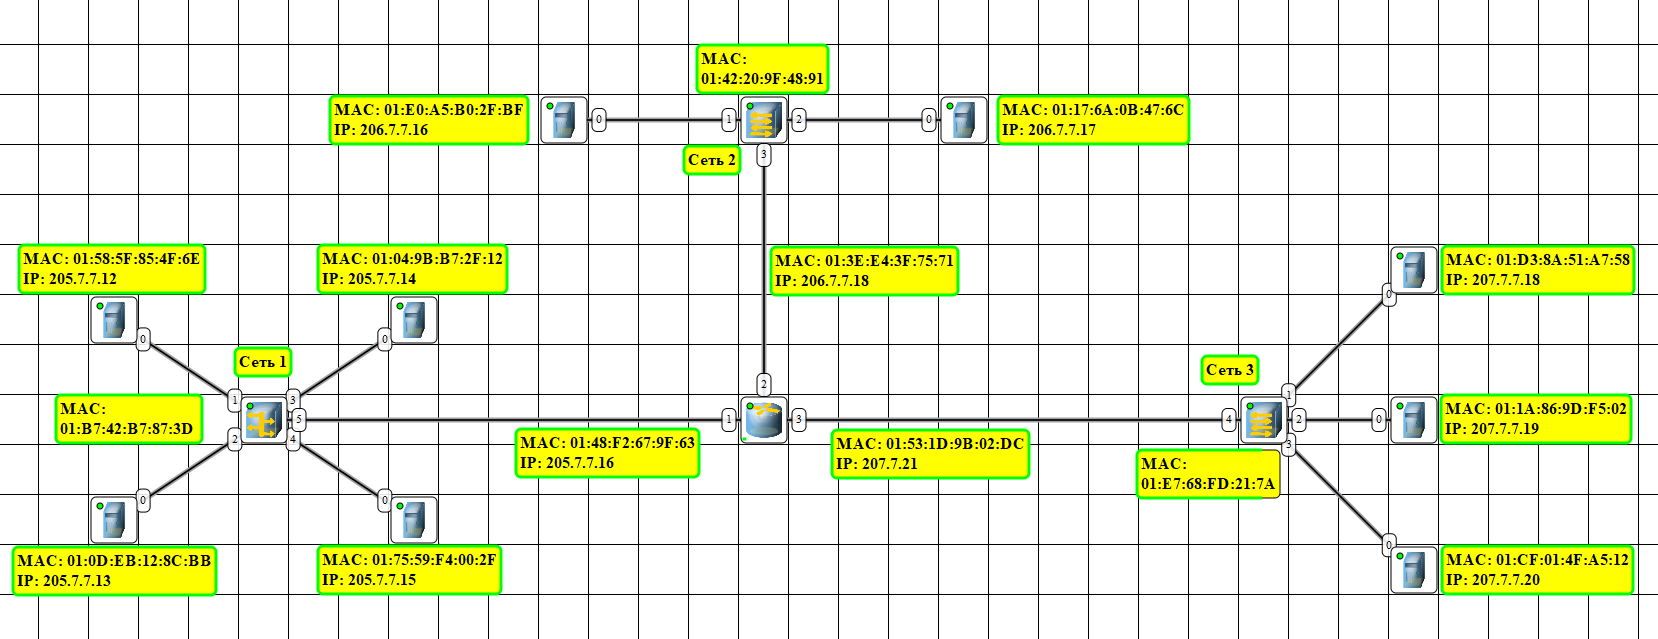 MAC:
01:42:20:9F:48:91
MAC: 01:E0:A5:B0:2F:BF
IP: 206.7.7.16
0
1
2
0
MAC: 01:17:6A:0B:47:6C
IP: 206.7.7.17
Сеть 2
3
MAC: 01:58:5F:85:4F:6E
IP: 205.7.7.12
MAC: 01:04:9B:B7:2F:12
IP: 205.7.7.14
MAC: 01:3E:E4:3F:75:71
IP: 206.7.7.18
MAC: 01:D3:8A:51:A7:58
IP: 207.7.7.18
0
0
0
Сеть 1
Сеть 3
2
1
3
1
MAC:
01:B7:42:B7:87:3D
5
1
3
4
2
0
MAC: 01:1A:86:9D:F5:02
IP: 207.7.7.19
2
4
3
MAC: 01:48:F2:67:9F:63
IP: 205.7.7.16
MAC: 01:53:1D:9B:02:DC
IP: 207.7.21
MAC:
01:E7:68:FD:21:7A
0
0
0
MAC: 01:0D:EB:12:8C:BB
IP: 205.7.7.13
MAC: 01:75:59:F4:00:2F
IP: 205.7.7.15
MAC: 01:CF:01:4F:A5:12
IP: 207.7.7.20